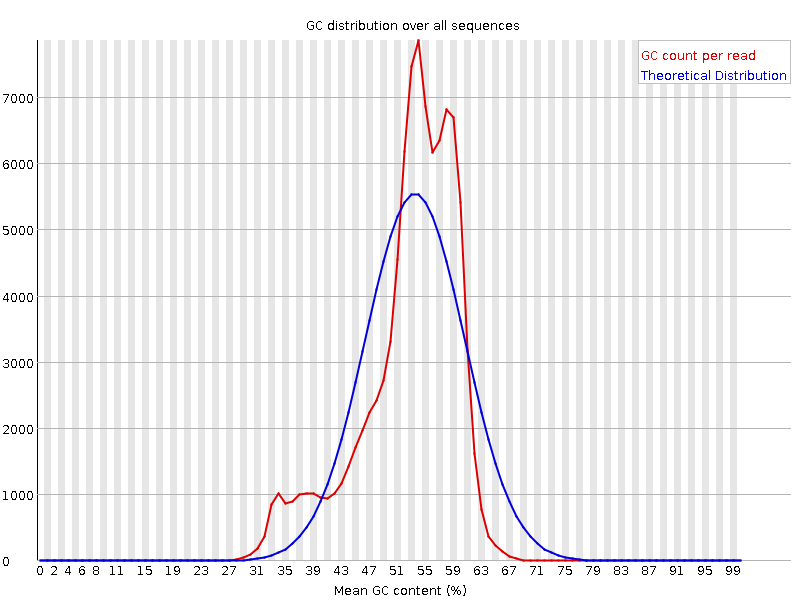 GC distribution over all sequences
GC count per read
Theoretical Distribution
7000
6000
5000
4000
3000
2000
1000
0
0 2 4 6 8 11 15 19 23 27 31 35 39 43 47 51 55 59 63 67 71 75 79 83 87 91 95 99
Mean GC content (%)